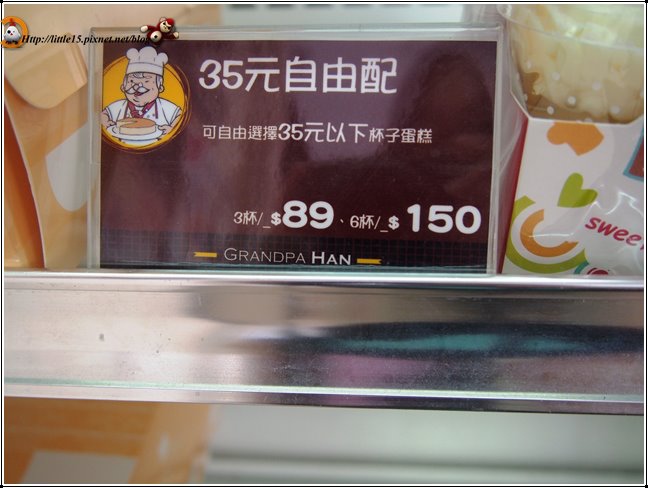 Http://little15.pixnet.net/blog
35元自由配
可自由選擇35元以下杯子蛋糕
3杯/_$89、6杯/_$150
GRANDPA HAN
sweet